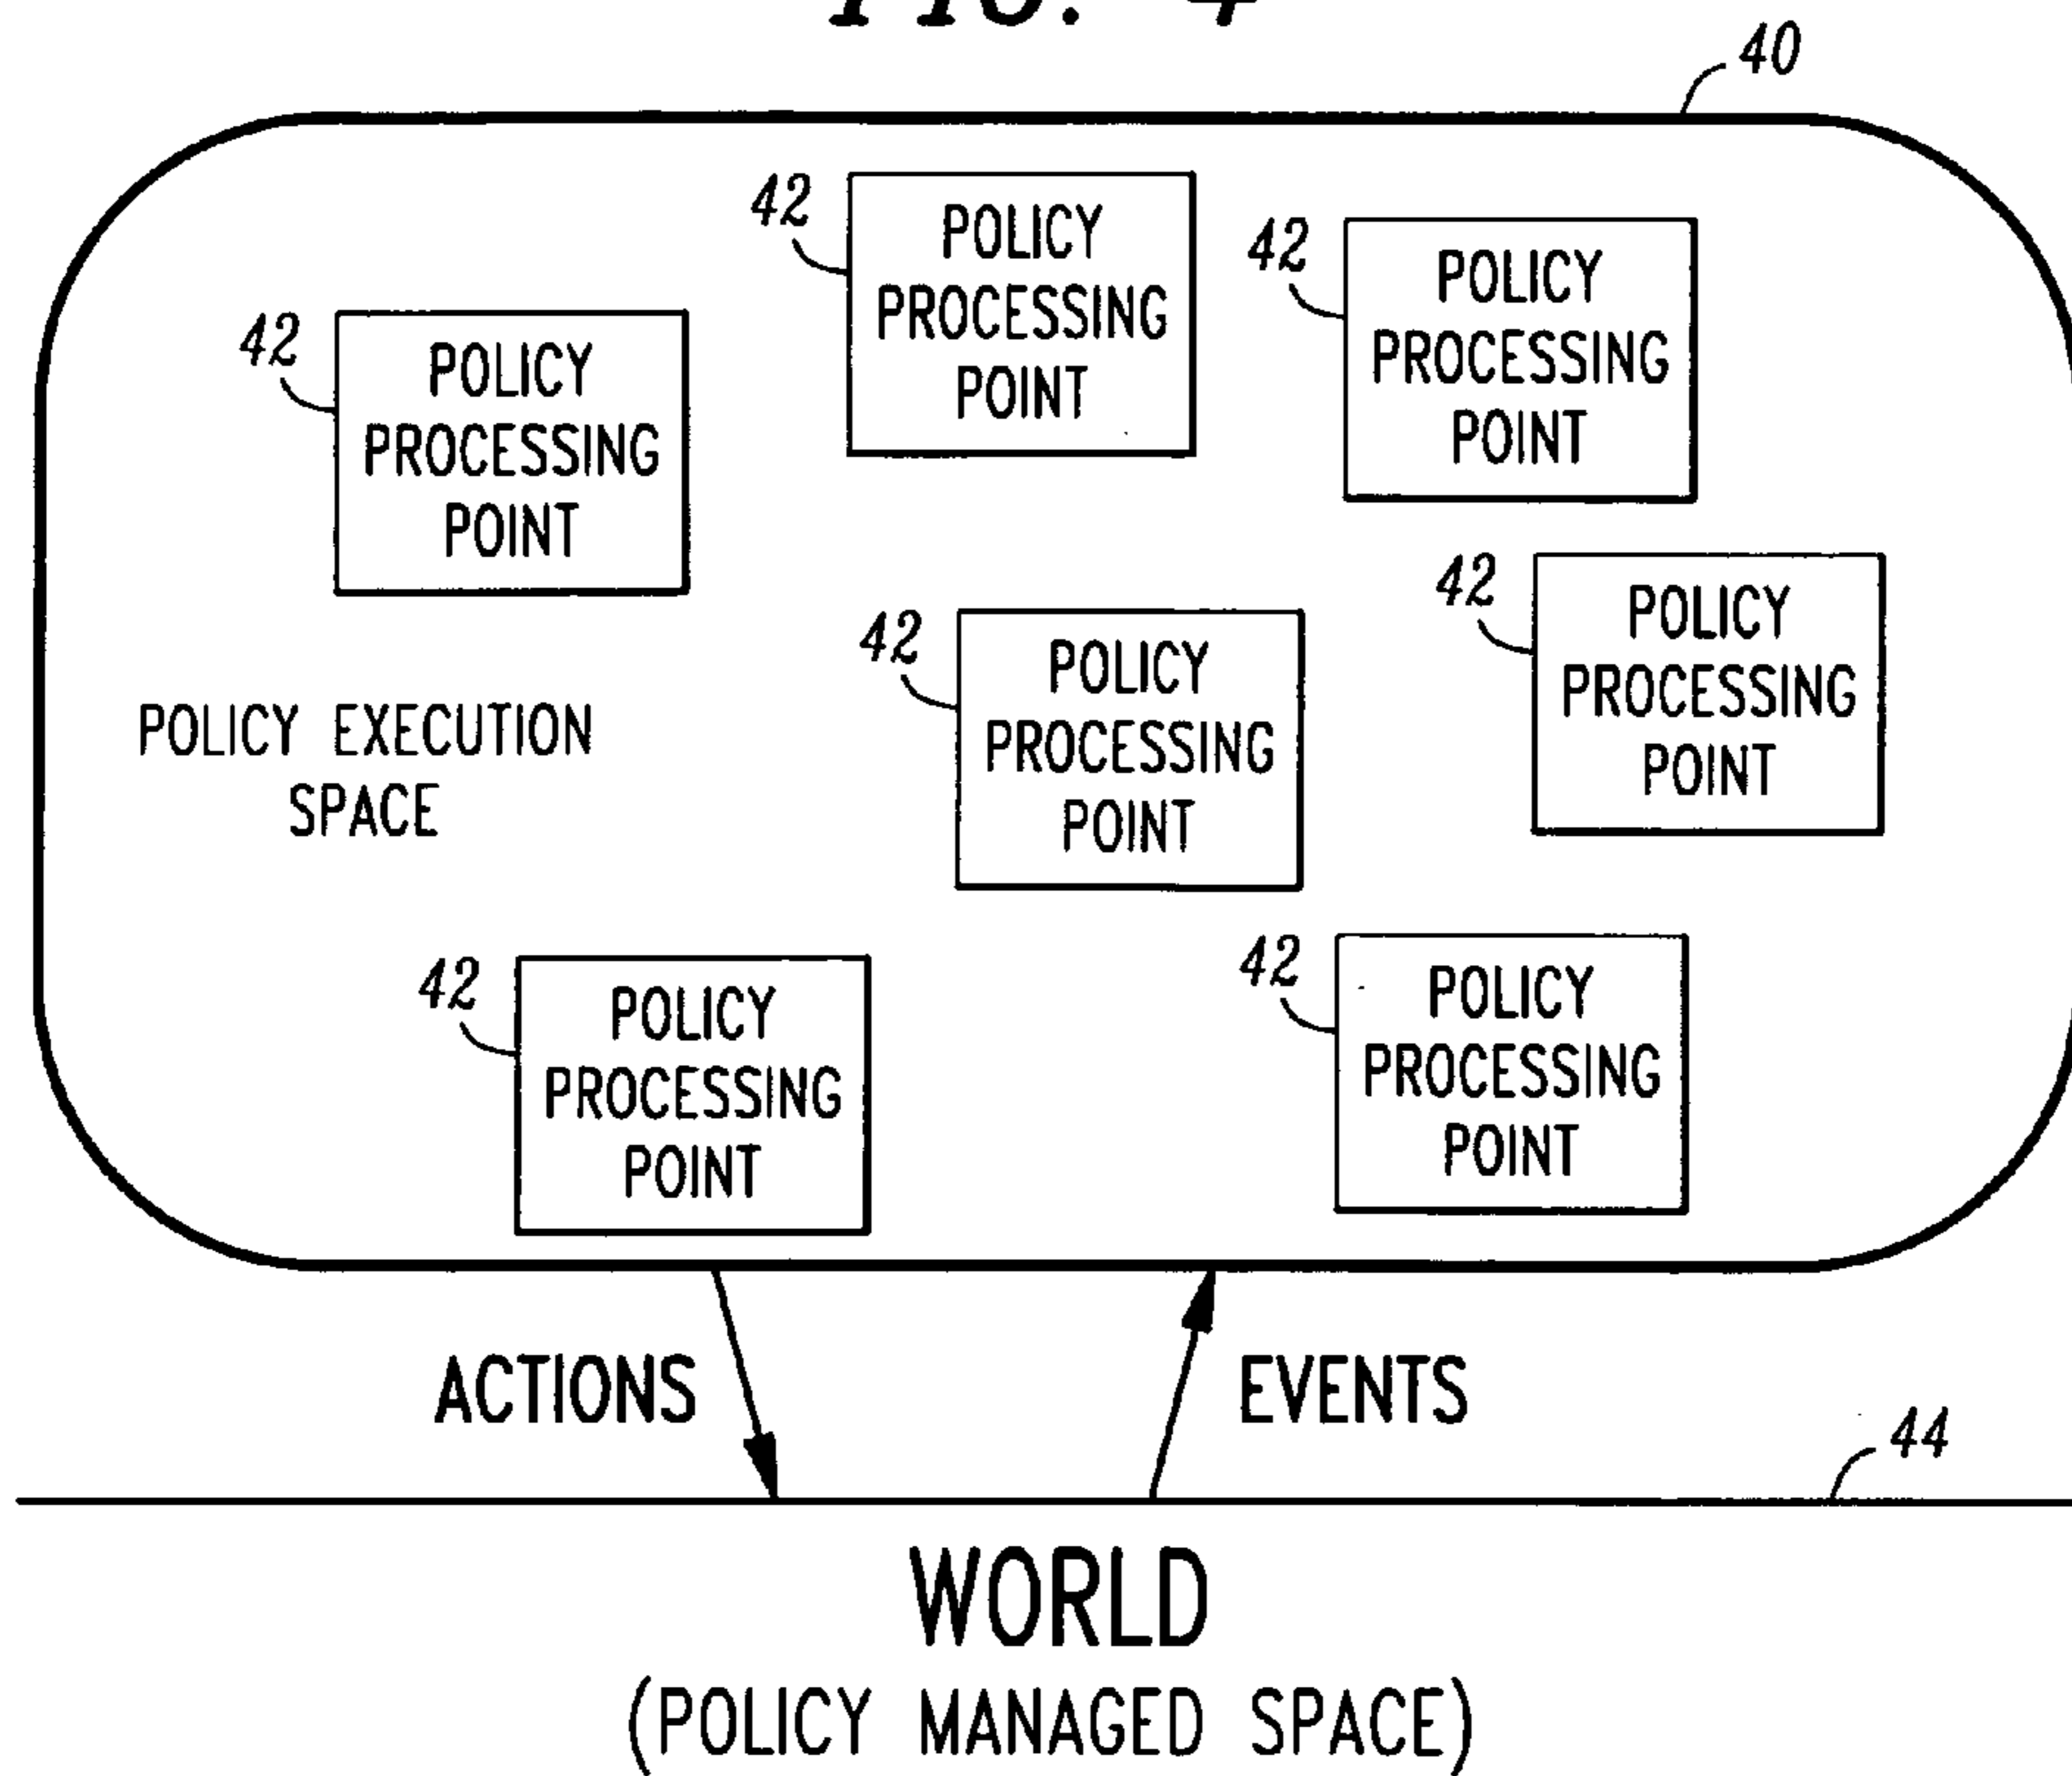 FIG. 4
40
42
POLICY
PROCESSING
POINT
42
POLICY
PROCESSING
POINT
42
POLICY
PROCESSING
POINT
42
POLICY
PROCESSING
POINT
42
POLICY
PROCESSING
POINT
POLICY EXECUTION
SPACE
42
POLICY
PROCESSING
POINT
42
POLICY
PROCESSING
POINT
ACTIONS
EVENTS
44
WORLD
(POLICY MANAGED SPACE)